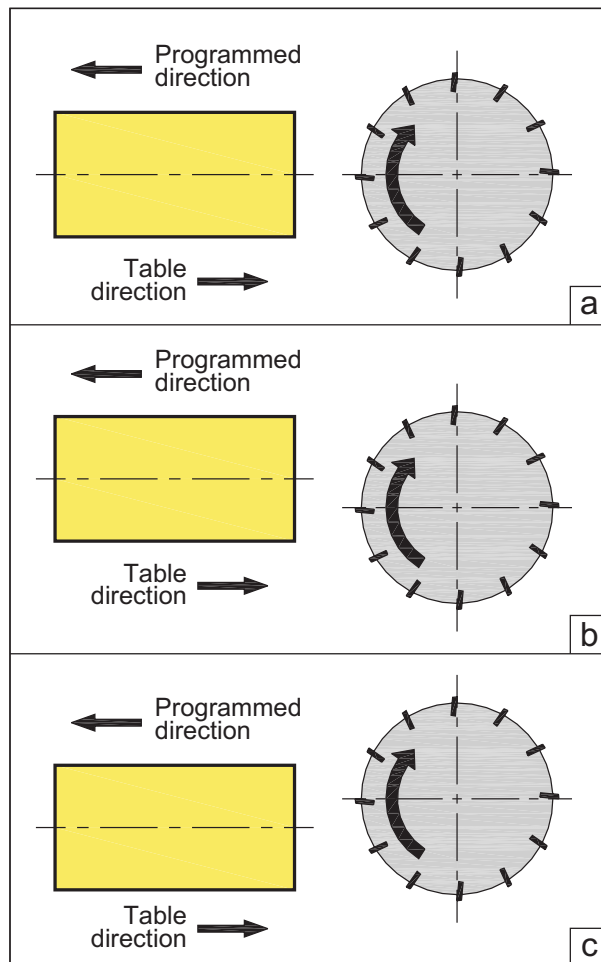 Programmed
direction
Table
direction
a
Programmed
direction
Table
direction
b
Programmed
direction
Table
direction
c